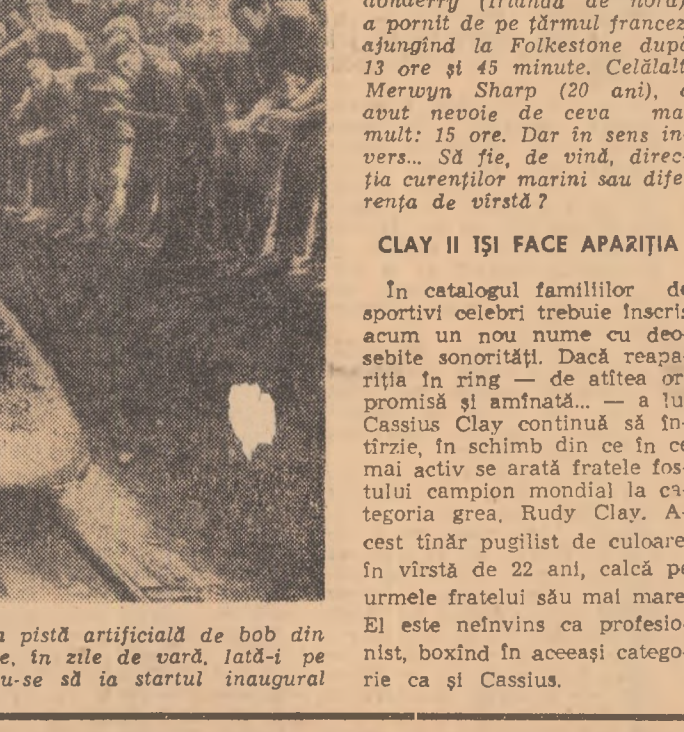 (Irlanda de nord)
a pornit de pe țărmul francez
ajungînd la Folkestone după
13 ore și 45 minute. Celălalt
Merwyn Sharp (20 ani),
avut nevoie de ceva ma
mult: 15 ore. Dar în sens in-
vers... Să fie, de vină, direc-
ția curenților marini sau dife
rența de vîrstă ?
CLAY II IȘI FACE APARIȚIA
În catalogul familiilor de
sportivi celebri trebuie înscris
acum un nou nume cu deo-
sebite sonorități. Dacă reapa-
riția în ring — de atîtea or
promisă și amînată... — a lu
Cassius Clay continuă să în-
tîrzie, în schimb din ce în ce
mai activ se arată fratele fos-
tului campion mondial la ca-
tegoria grea, Rudy Clay. A-
cest tînăr pugilist de culoare
în vîrstă de 22 ani, calcă pe
urmele fratelui său mai mare.
El este neînvins ca profesio-
nist, boxînd în aceeași catego-
rie ca și Cassius.
pistă artificială de bob din
e, în zile de vară. Iată-i pe
u-se să ia startul inaugural